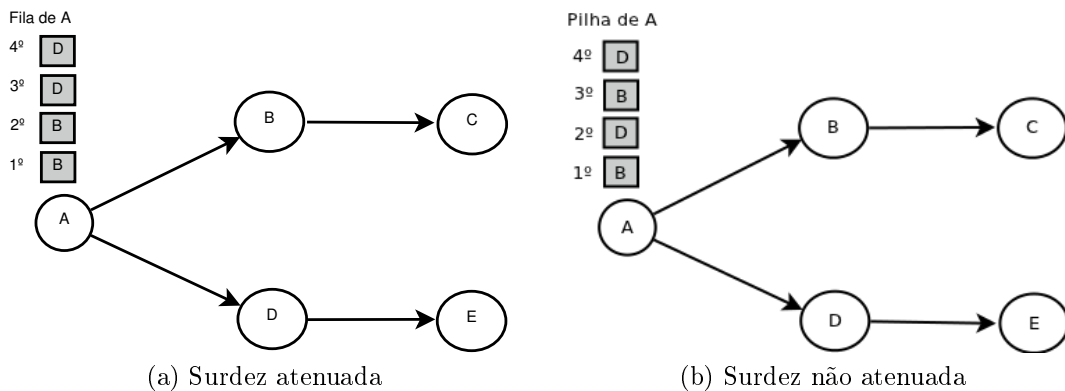 Fila de A
4º D
3º D
2º B
1º B
A
B
C
D
E
(a) Surdez atenuada
Pilha de A
4º D
3º B
2º D
1º B
A
B
C
D
E
(b) Surdez não atenuada